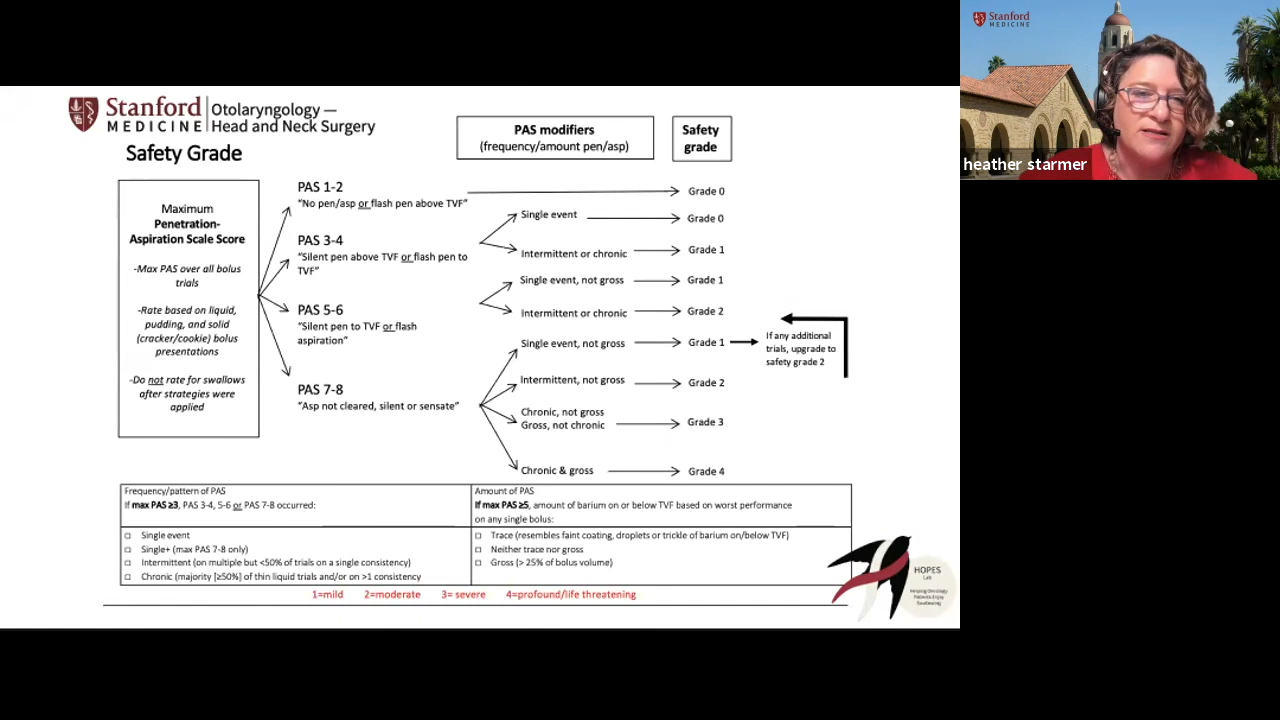 Stanford
MEDICINE
Otolaryngology —
Head and Neck Surgery
Safety Grade
PAS modifiers
(frequency/amount pen/asp)
Safety
grade
Maximum
Penetration-
Aspiration Scale Score
-Max PAS over all bolus
trials
-Rate based on liquid,
pudding, and solid
(cracker/cookie) bolus
presentations
-Do not rate for swallows
after strategies were
applied
PAS 1-2
"No pen/asp or flash pen above TVF"
Grade 0
PAS 3-4
"Silent pen above TVF or flash pen to
TVF"
Single event
Grade 0
Intermittent or chronic
Grade 1
PAS 5-6
"Silent pen to TVF or flash
aspiration"
Single event, not gross
Grade 1
Intermittent or chronic
Grade 2
PAS 7-8
"Asp not cleared, silent or sensate"
Single event, not gross
Grade 1
If any additional
trials, upgrade to
safety grade 2
Intermittent, not gross
Grade 2
Chronic, not gross
Gross, not chronic
Grade 3
Chronic & gross
Grade 4
Frequency/pattern of PAS
If max PAS ≥3, PAS 3-4, 5-6 or PAS 7-8 occurred:
Amount of PAS
If max PAS ≥5, amount of barium on or below TVF based on worst performance
on any single bolus:
☐ Single event
☐ Single+ (max PAS 7-8 only)
☐ Intermittent (on multiple but <50% of trials on a single consistency)
☐ Chronic (majority [≥50%] of thin liquid trials and/or on >1 consistency
☐ Trace (resembles faint coating, droplets or trickle of barium on/below TVF)
☐ Neither trace nor gross
☐ Gross (> 25% of bolus volume)
1=mild 2=moderate 3= severe 4=profound/life threatening
HOPES
Lab
Helping Oncology
Patients Enjoy
Swallowing
Stanford
MEDICINE
heather starmer